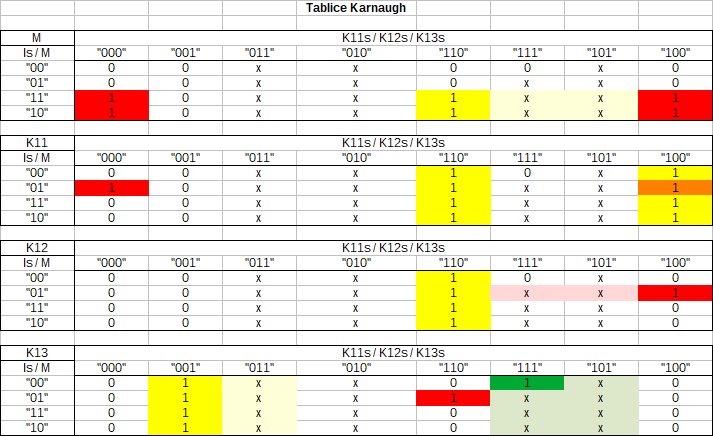 Tablice Karnaugh
M K11s / K12s / K13s
Is / M "000" "001" "011" "010" "110" "111" "101" "100"
"00" 0 0 x x 0 0 x 0
"01" 0 0 x x 0 x x 0
"11" 1 0 x x 1 x x 1
"10" 1 0 x x 1 x x 1
K11 K11s / K12s / K13s
Is / M "000" "001" "011" "010" "110" "111" "101" "100"
"00" 0 0 x x 1 0 x 1
"01" 1 0 x x 1 x x 1
"11" 0 0 x x 1 x x 1
"10" 0 0 x x 1 x x 1
K12 K11s / K12s / K13s
Is / M "000" "001" "011" "010" "110" "111" "101" "100"
"00" 0 0 x x 1 0 x 0
"01" 0 0 x x 1 x x 1
"11" 0 0 x x 1 x x 0
"10" 0 0 x x 1 x x 0
K13 K11s / K12s / K13s
Is / M "000" "001" "011" "010" "110" "111" "101" "100"
"00" 0 1 x x 0 1 x 0
"01" 0 1 x x 1 x x 0
"11" 0 1 x x 0 x x 0
"10" 0 1 x x 0 x x 0